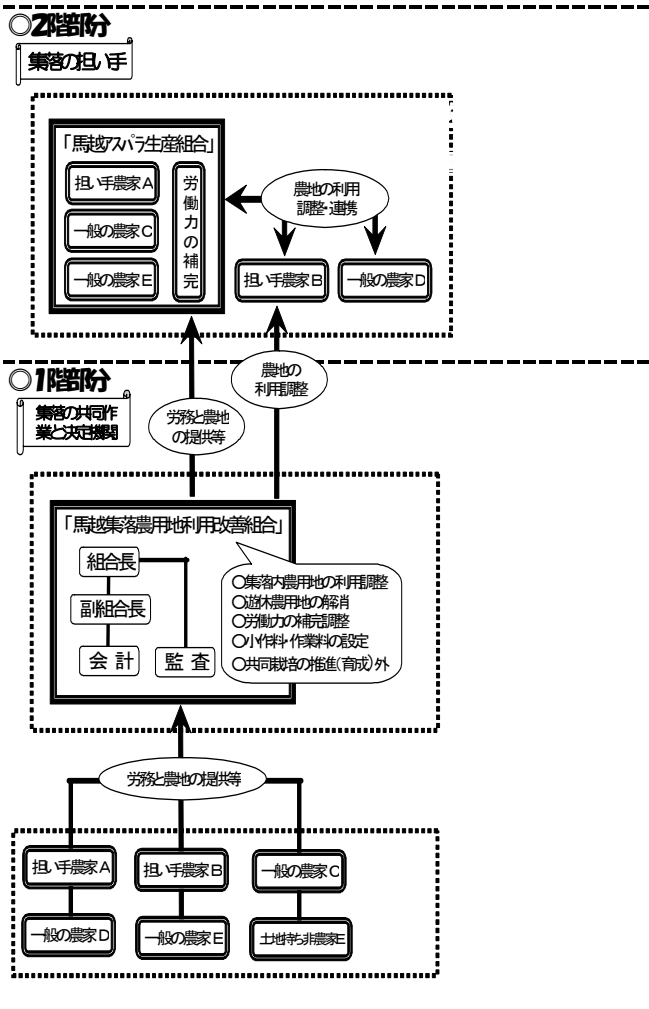 ○2階部分
集落の担い手
「馬越アスパラ生産組合」
担い手農家A
一般の農家C
一般の農家E
労働力の補完
農地の利用
調整・連携
担い手農家B
一般の農家D
○1階部分
集落の共同作
業と決定機関
農地の
利用調整
労務と農地
の提供等
「馬越集落農用地利用改善組合」
組合長
副組合長
会計
監査
○集落内農用地の利用調整
○遊休農用地の解消
○労働力の補完調整
○小作料・作業料の設定
○共同栽培の推進(育成)外
労務と農地の提供等
担い手農家A
担い手農家B
一般の農家C
一般の農家D
一般の農家E
土地持ち非農家E